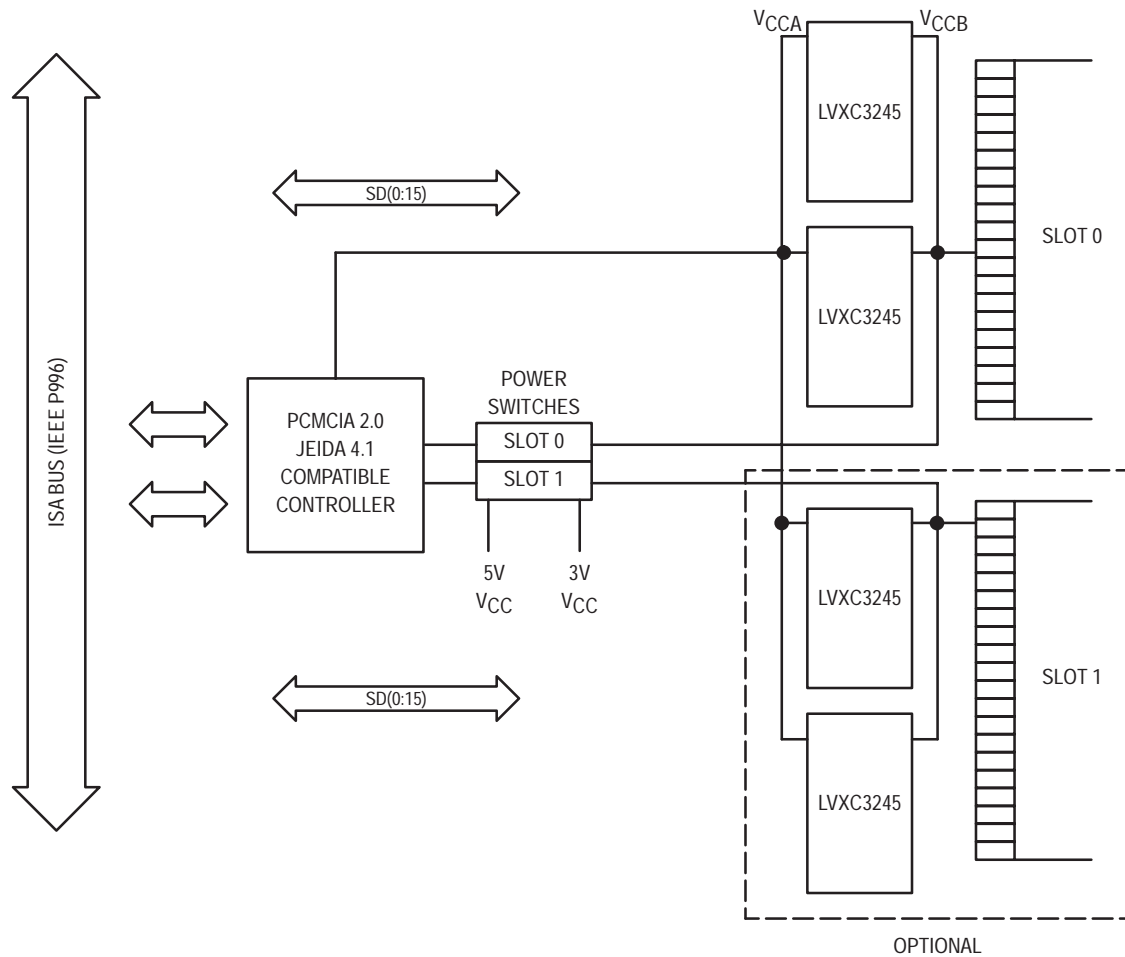 VCCA
VCCB
LVXC3245
SD(0:15)
SLOT 0
LVXC3245
ISA BUS (IEEE P996)
POWER
SWITCHES
PCMCIA 2.0
JEIDA 4.1
COMPATIBLE
CONTROLLER
SLOT 0
SLOT 1
5V
VCC
3V
VCC
LVXC3245
SLOT 1
SD(0:15)
LVXC3245
OPTIONAL